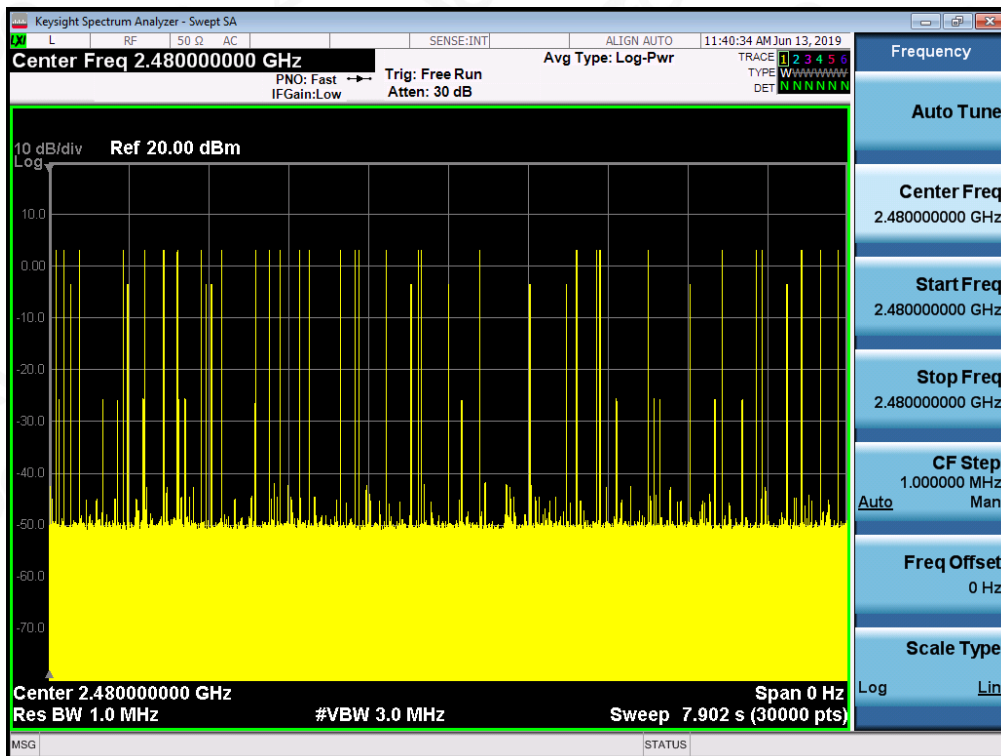 Keysight Spectrum Analyzer - Swept SA
LXI L RF 50 Ω AC SENSE:INT ALIGN AUTO 11:40:34 AM Jun 13, 2019
Center Freq 2.480000000 GHz
PNO: Fast
IFGain:Low
Trig: Free Run
Atten: 30 dB
Avg Type: Log-Pwr
TRACE 1 2 3 4 5 6
TYPE WWWWWWW
DET N N N N N N
10 dB/div Ref 20.00 dBm
Log
10.0
0.00
-10.0
-20.0
-30.0
-40.0
-50.0
-60.0
-70.0
Center 2.480000000 GHz Span 0 Hz
Res BW 1.0 MHz #VBW 3.0 MHz Sweep 7.902 s (30000 pts)
MSG STATUS
Frequency
Auto Tune
Center Freq
2.480000000 GHz
Start Freq
2.480000000 GHz
Stop Freq
2.480000000 GHz
CF Step
1.000000 MHz
Auto Man
Freq Offset
0 Hz
Scale Type
Log Lin